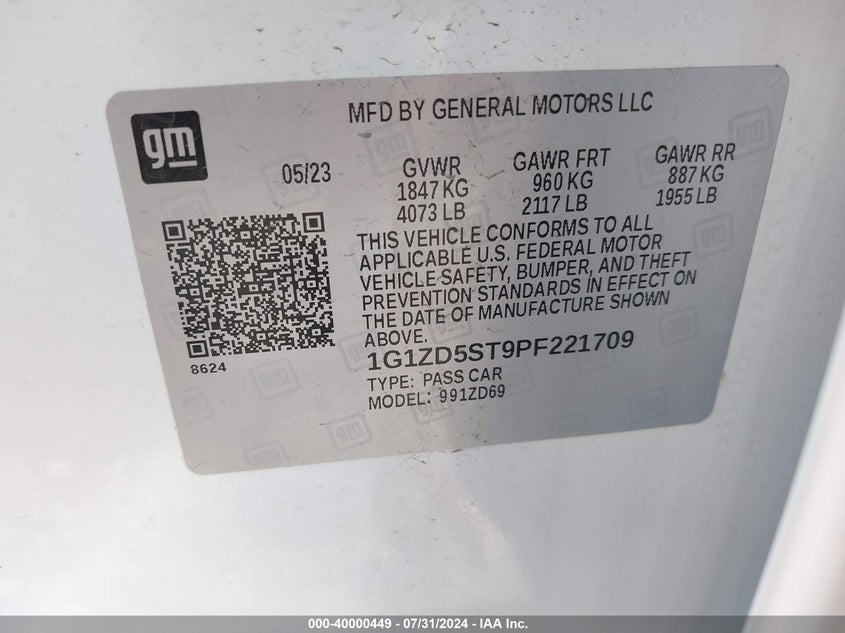 MFD BY GENERAL MOTORS LLC
gm
05/23
GVWR
1847 KG
4073 LB
GAWR FRT
960 KG
2117 LB
GAWR RR
887 KG
1955 LB
THIS VEHICLE CONFORMS TO ALL
APPLICABLE U.S. FEDERAL MOTOR
VEHICLE SAFETY, BUMPER, AND THEFT
PREVENTION STANDARDS IN EFFECT ON
THE DATE OF MANUFACTURE SHOWN
ABOVE.
8624
1G1ZD5ST9PF221709
TYPE: PASS CAR
MODEL: 991ZD69
000-40000449 - 07/31/2024 - IAA Inc.